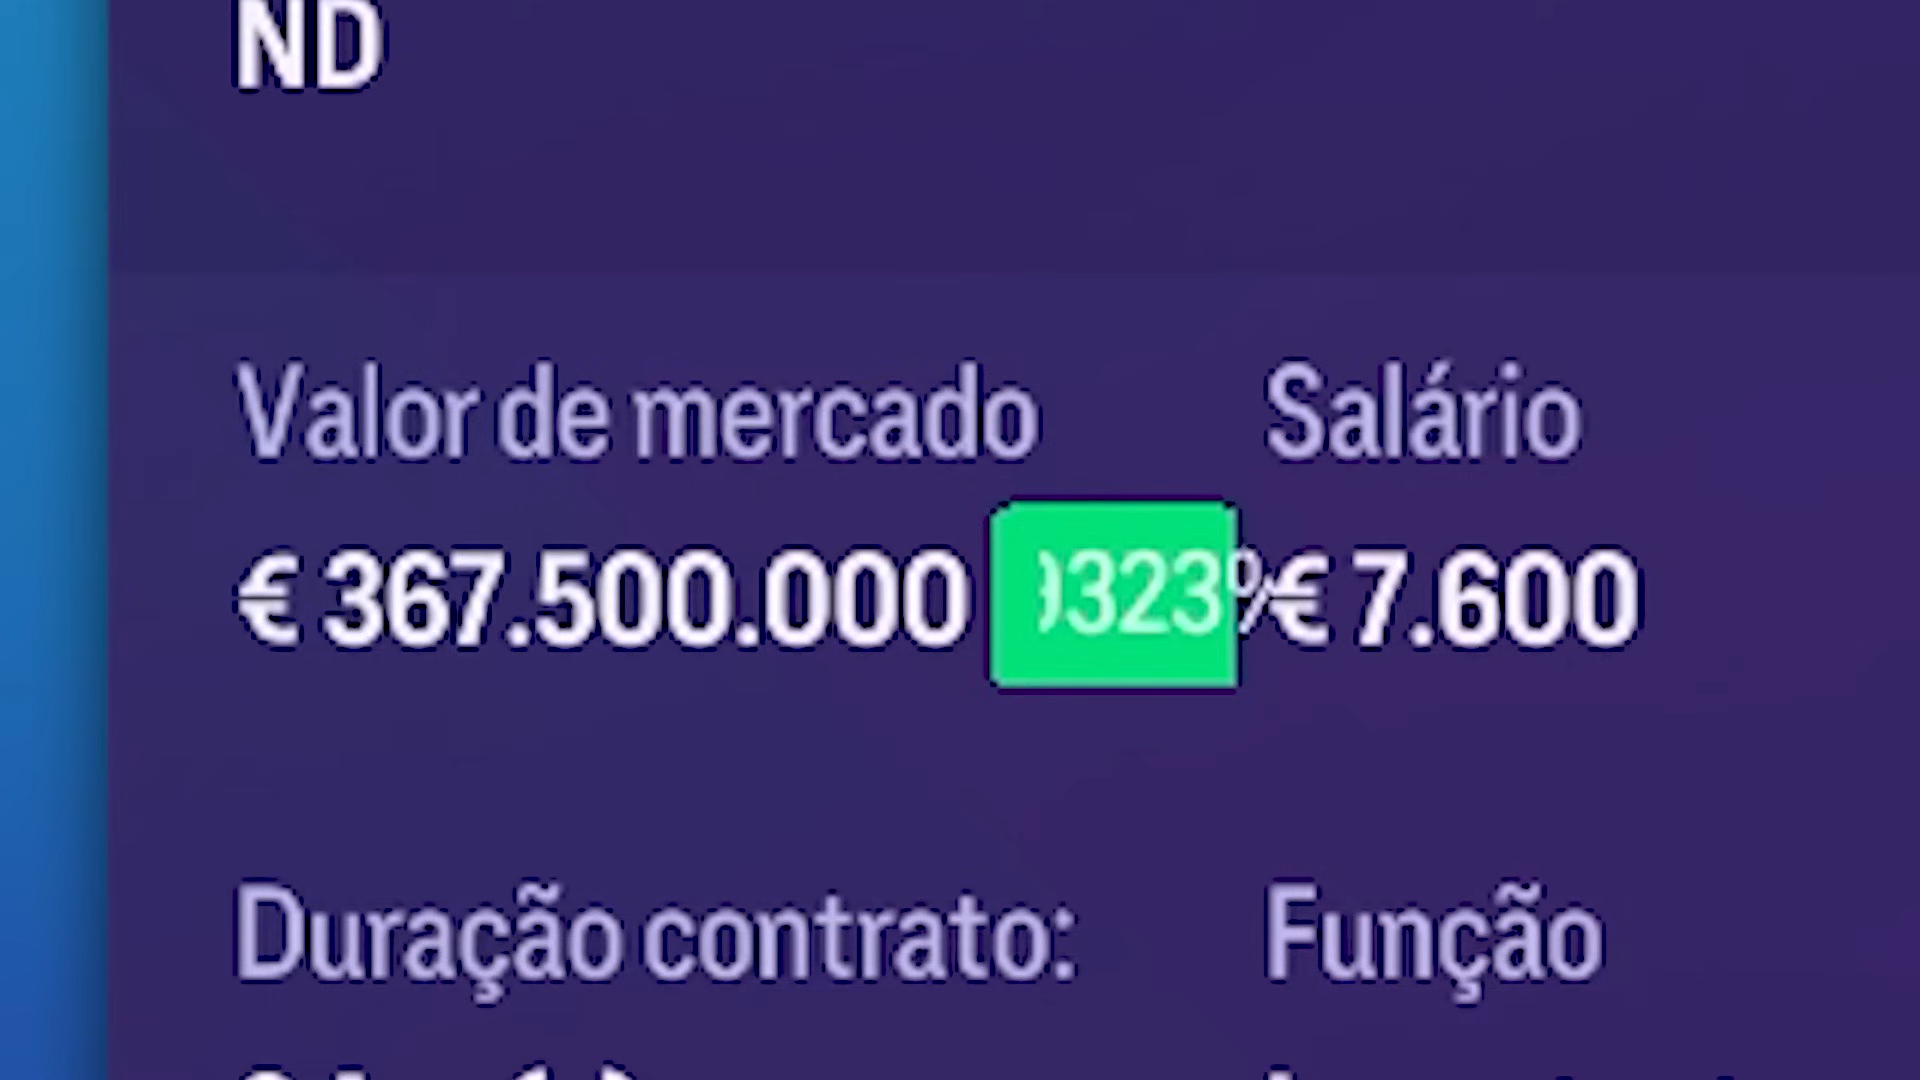 ND
Valor de mercado Salário
€ 367.500.000 323% € 7.600
Duração contrato: Função